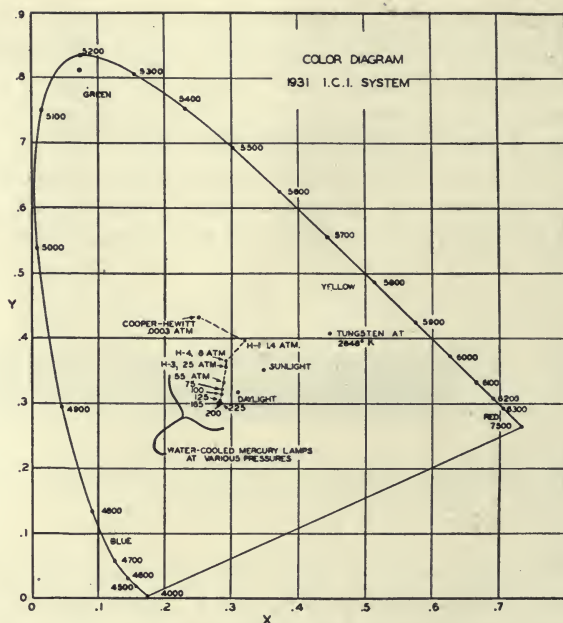 .9
5200
COLOR DIAGRAM
1931 I.C.I. SYSTEM
5300
.8
GREEN
5400
5100
.7
5500
5600
.6
5700
5000
.5
YELLOW
5800
Y
COOPER-HEWITT
.0003 ATM
5900
TUNGSTEN AT
2848° K
.4
H-1 1.4 ATM.
H-4, 8 ATM
H-3, 25 ATM
SUNLIGHT
6000
55 ATM
6100
75
100
DAYLIGHT
6200
.3
4900
125
165
225
200
RED
6300
7500
WATER-COOLED MERCURY LAMPS
AT VARIOUS PRESSURES
.2
4800
.1
BLUE
4700
4600
4500
4000
0
0
.1
.2
.3
.4
.5
.6
.7
.8
X